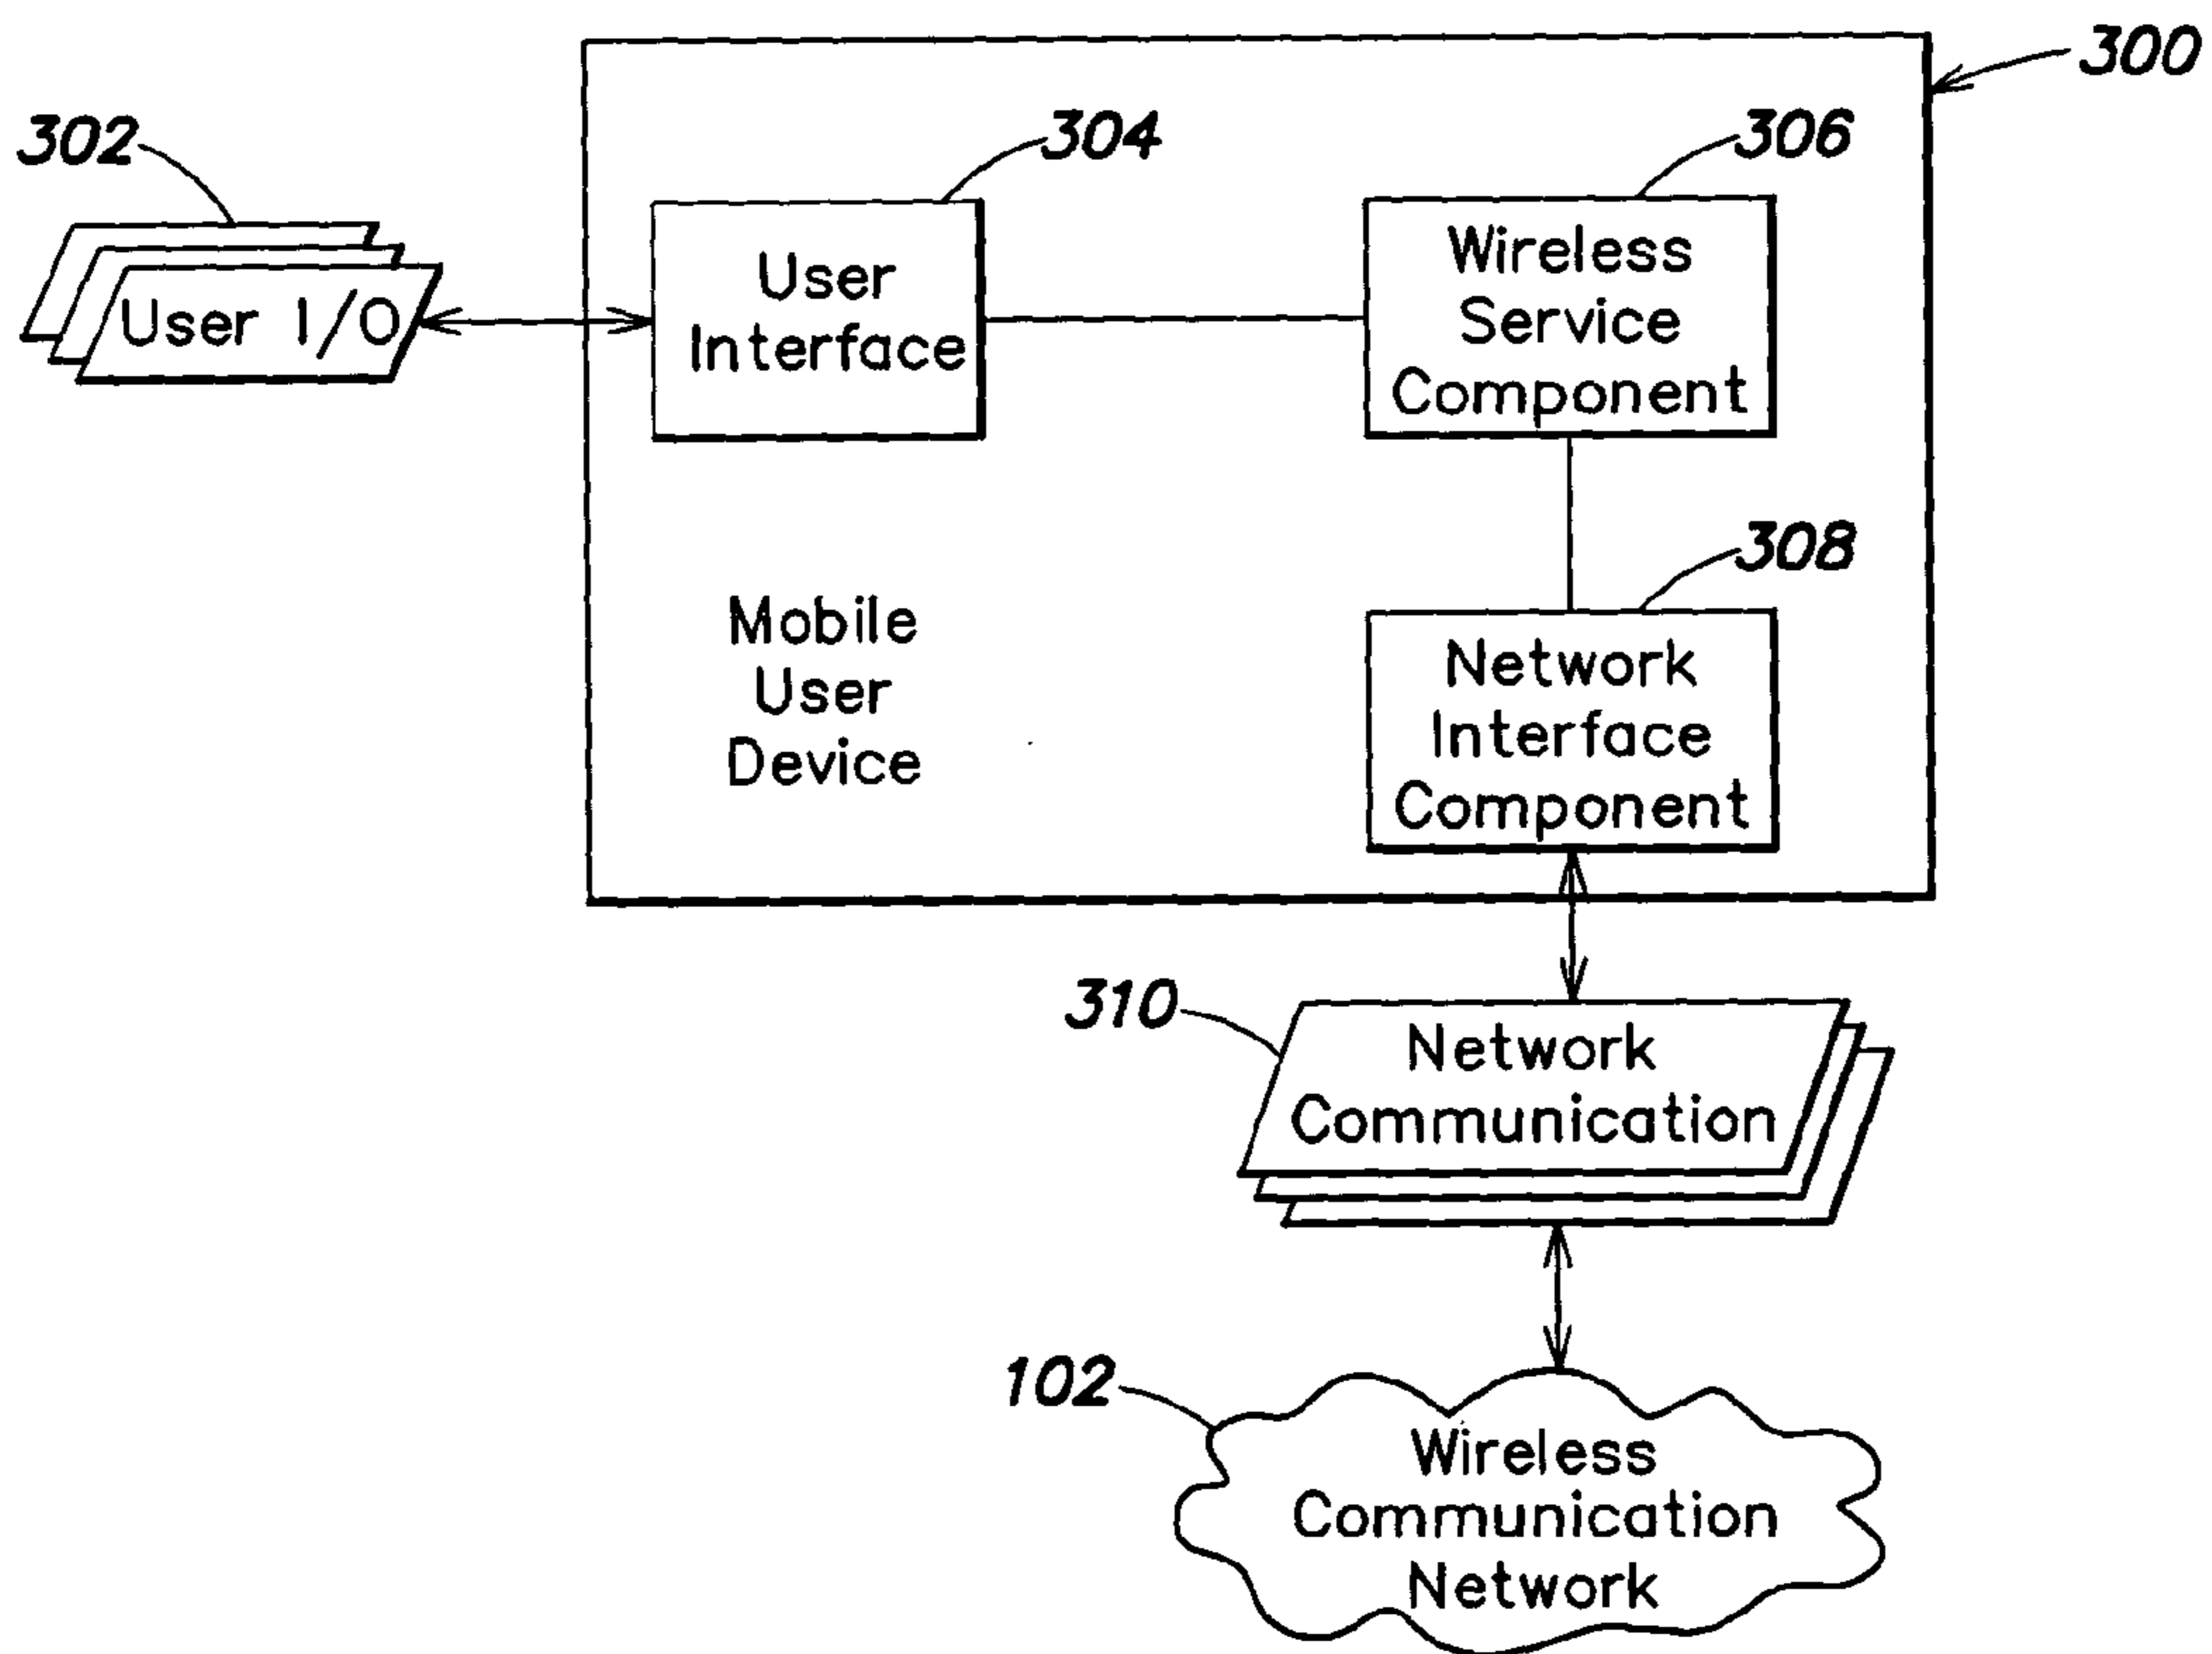 300
302
304
306
User I/O
User
Interface
Wireless
Service
Component
308
Mobile
User
Device
Network
Interface
Component
310
Network
Communication
102
Wireless
Communication
Network